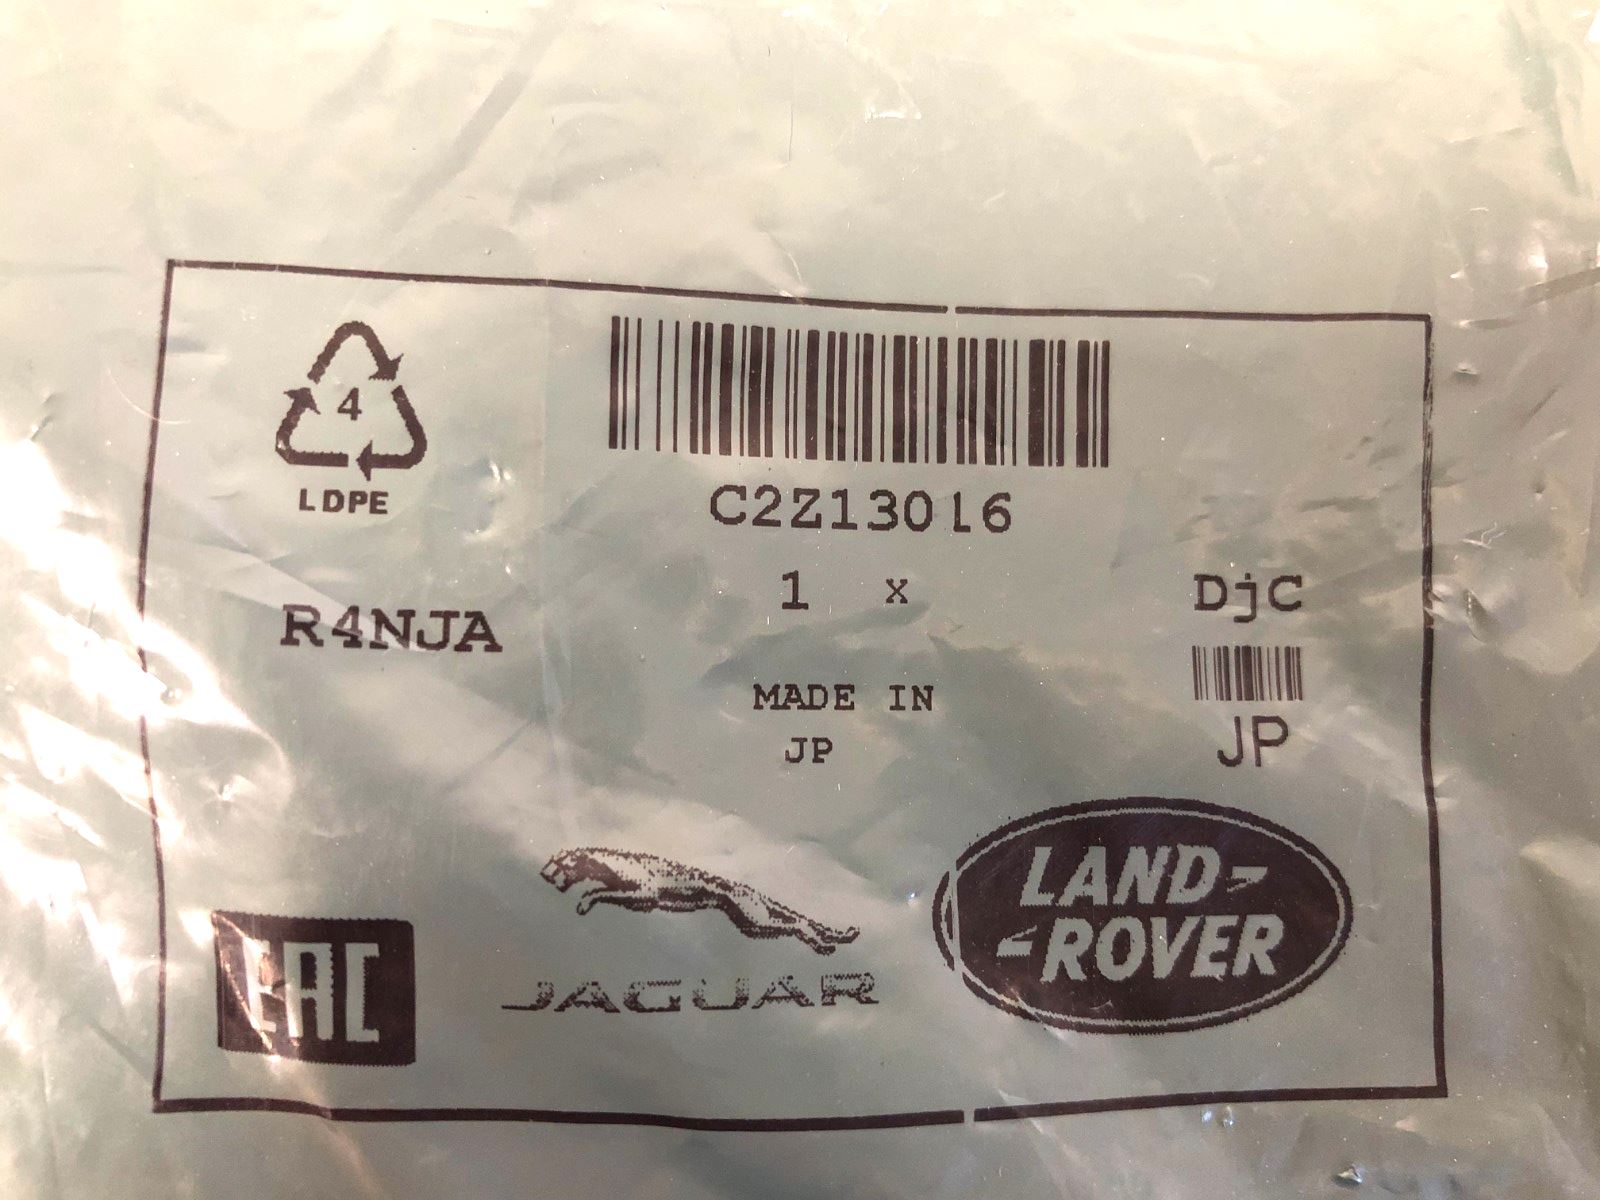 4
LDPE
C2Z13016
1 x
DjC
R4NJA
MADE IN
JP
JP
LAND-
-ROVER
JAGUAR
EAC